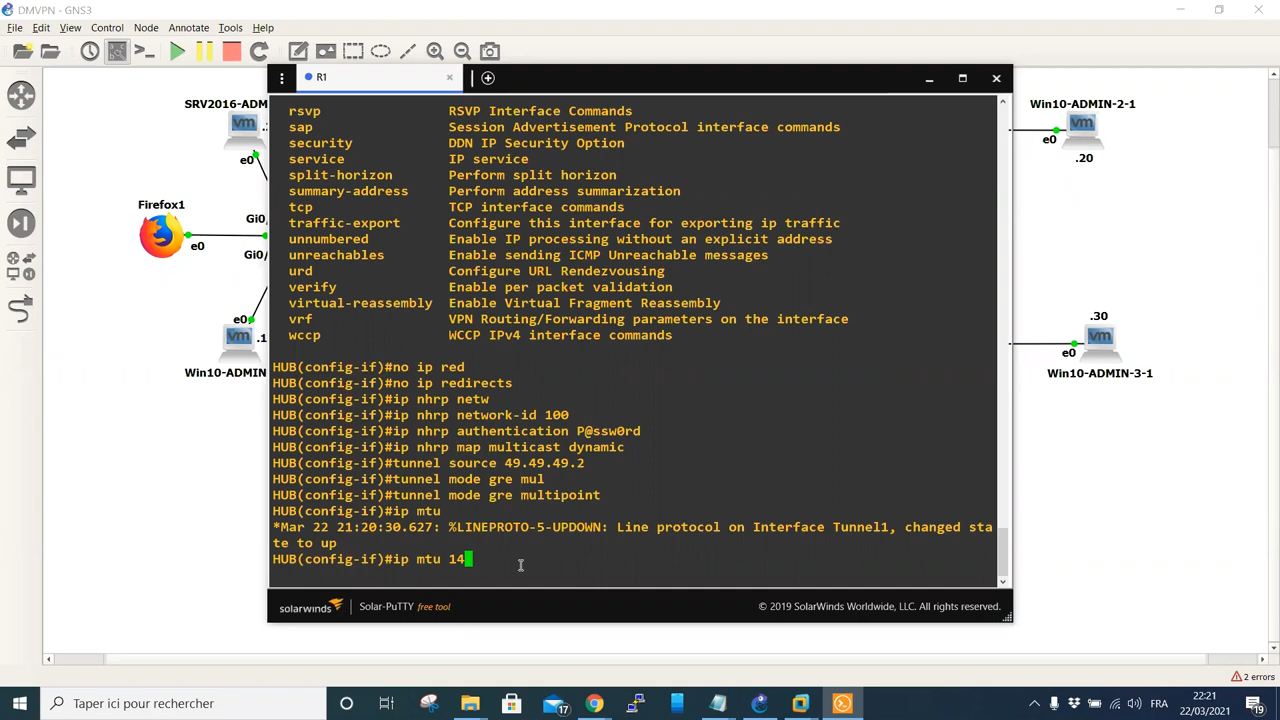 DMVPN - GNS3
File Edit View Control Node Annotate Tools Help
R1
SRV2016-ADM
e0
Firefox1
e0
Gi0
Gi0/
e0
.1
Win10-ADMIN
rsvp RSVP Interface Commands
sap Session Advertisement Protocol interface commands
security DDN IP Security Option
service IP service
split-horizon Perform split horizon
summary-address Perform address summarization
tcp TCP interface commands
traffic-export Configure this interface for exporting ip traffic
unnumbered Enable IP processing without an explicit address
unreachables Enable sending ICMP Unreachable messages
urd Configure URL Rendezvousing
verify Enable per packet validation
virtual-reassembly Enable Virtual Fragment Reassembly
vrf VPN Routing/Forwarding parameters on the interface
wccp WCCP IPv4 interface commands
HUB(config-if)#no ip red
HUB(config-if)#no ip redirects
HUB(config-if)#ip nhrp netw
HUB(config-if)#ip nhrp network-id 100
HUB(config-if)#ip nhrp authentication P@ssw0rd
HUB(config-if)#ip nhrp map multicast dynamic
HUB(config-if)#tunnel source 49.49.49.2
HUB(config-if)#tunnel mode gre mul
HUB(config-if)#tunnel mode gre multipoint
HUB(config-if)#ip mtu
*Mar 22 21:20:30.627: %LINEPROTO-5-UPDOWN: Line protocol on Interface Tunnel1, changed sta
te to up
HUB(config-if)#ip mtu 14
solarwinds Solar-PuTTY free tool © 2019 SolarWinds Worldwide, LLC. All rights reserved.
Win10-ADMIN-2-1
e0
.20
.30
e0
Win10-ADMIN-3-1
2 errors
Taper ici pour rechercher
17
FRA
22:21
22/03/2021
19